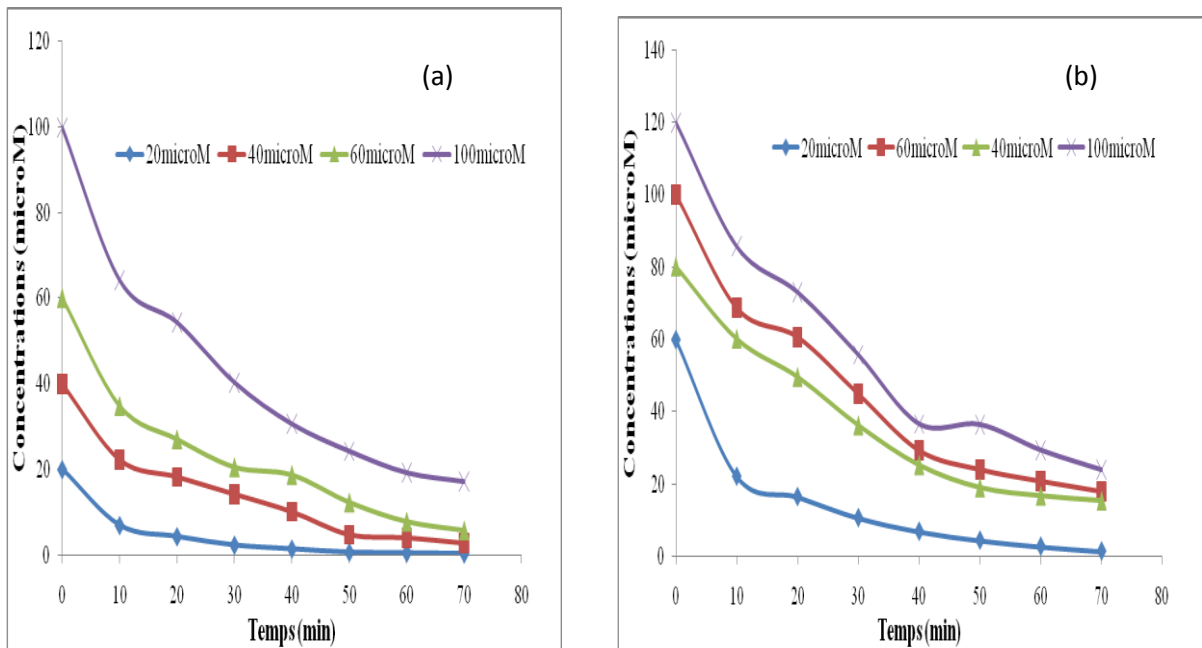 (a)
120
100
80
60
40
20
0
20microM 40microM 60microM 100microM
0 10 20 30 40 50 60 70 80
Temps (min)
Concentrations (microM)
(b)
140
120
100
80
60
40
20
0
20microM 60microM 40microM 100microM
0 10 20 30 40 50 60 70 80
Temps (min)
Concentrations (microM)